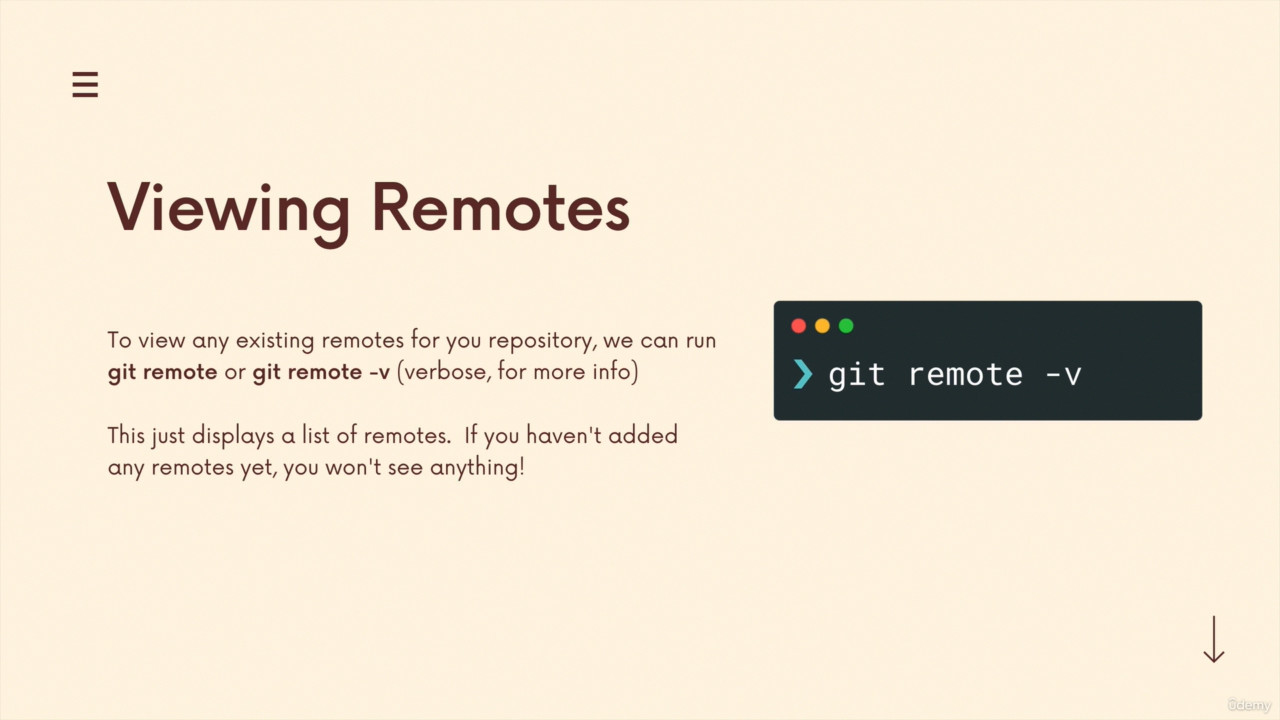 Viewing Remotes
To view any existing remotes for you repository, we can run
git remote or git remote -v (verbose, for more info)
This just displays a list of remotes.  If you haven't added
any remotes yet, you won't see anything!
❯ git remote -v
ûdemy